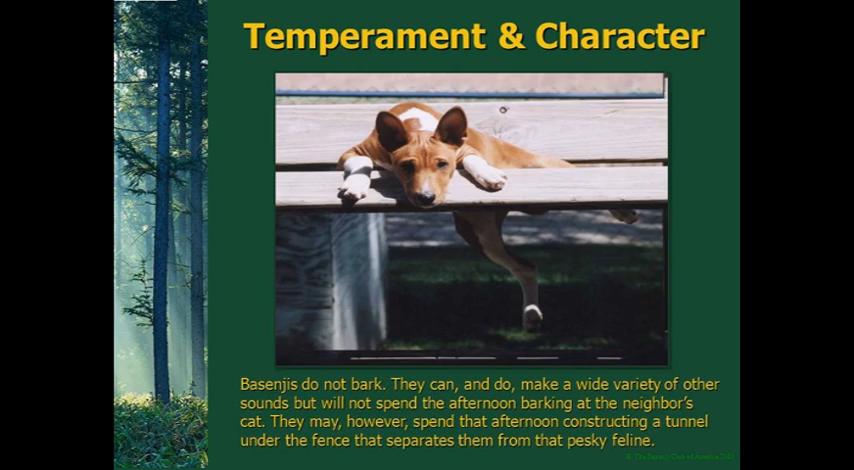 Temperament & Character
Basenjis do not bark. They can, and do, make a wide variety of other
sounds but will not spend the afternoon barking at the neighbor's
cat. They may, however, spend that afternoon constructing a tunnel
under the fence that separates them from that pesky feline.